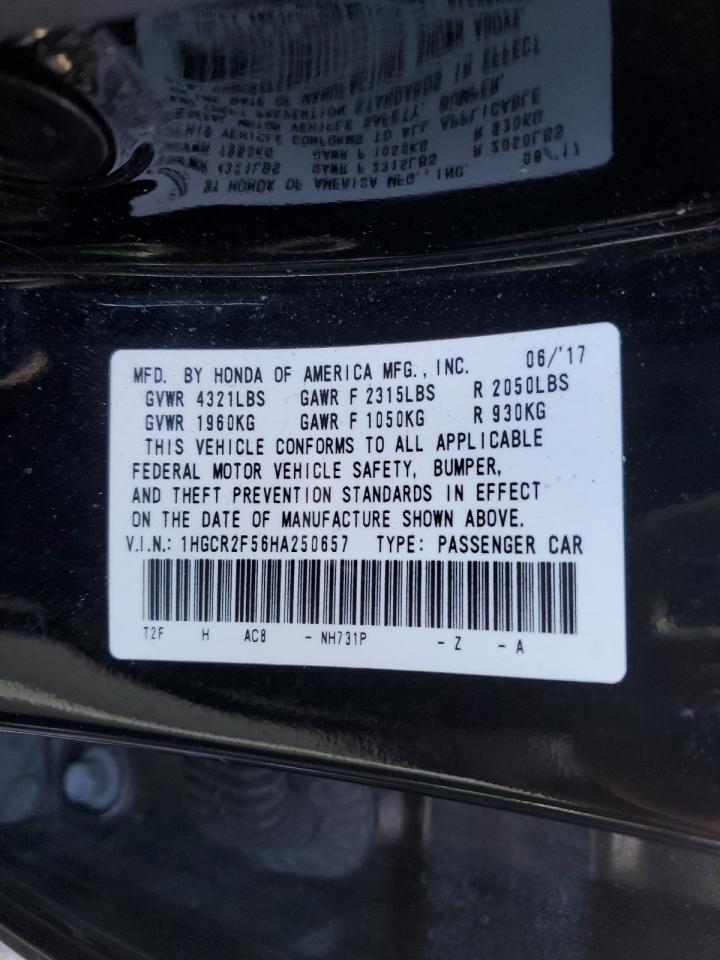 MFD. BY HONDA OF AMERICA MFG., INC. 06/'17
GVWR 4321LBS GAWR F 2315LBS R 2050LBS
GVWR 1960KG GAWR F 1050KG R 930KG
THIS VEHICLE CONFORMS TO ALL APPLICABLE
FEDERAL MOTOR VEHICLE SAFETY, BUMPER,
AND THEFT PREVENTION STANDARDS IN EFFECT
ON THE DATE OF MANUFACTURE SHOWN ABOVE.
V.I.N.: 1HGCR2F56HA250657 TYPE: PASSENGER CAR
T2F H AC8 - NH731P - Z - A